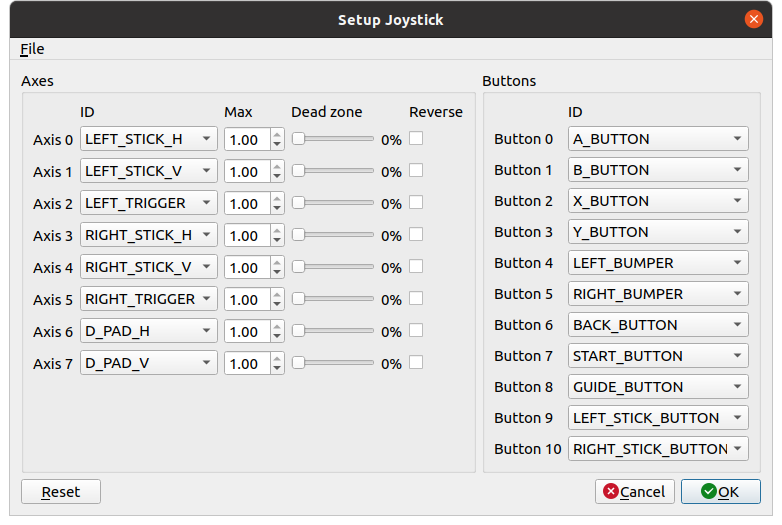 Setup Joystick
File
Axes
ID Max Dead zone Reverse
Axis 0 LEFT_STICK_H 1.00 0%
Axis 1 LEFT_STICK_V 1.00 0%
Axis 2 LEFT_TRIGGER 1.00 0%
Axis 3 RIGHT_STICK_H 1.00 0%
Axis 4 RIGHT_STICK_V 1.00 0%
Axis 5 RIGHT_TRIGGER 1.00 0%
Axis 6 D_PAD_H 1.00 0%
Axis 7 D_PAD_V 1.00 0%
Buttons
ID
Button 0 A_BUTTON
Button 1 B_BUTTON
Button 2 X_BUTTON
Button 3 Y_BUTTON
Button 4 LEFT_BUMPER
Button 5 RIGHT_BUMPER
Button 6 BACK_BUTTON
Button 7 START_BUTTON
Button 8 GUIDE_BUTTON
Button 9 LEFT_STICK_BUTTON
Button 10 RIGHT_STICK_BUTTON
Reset Cancel OK